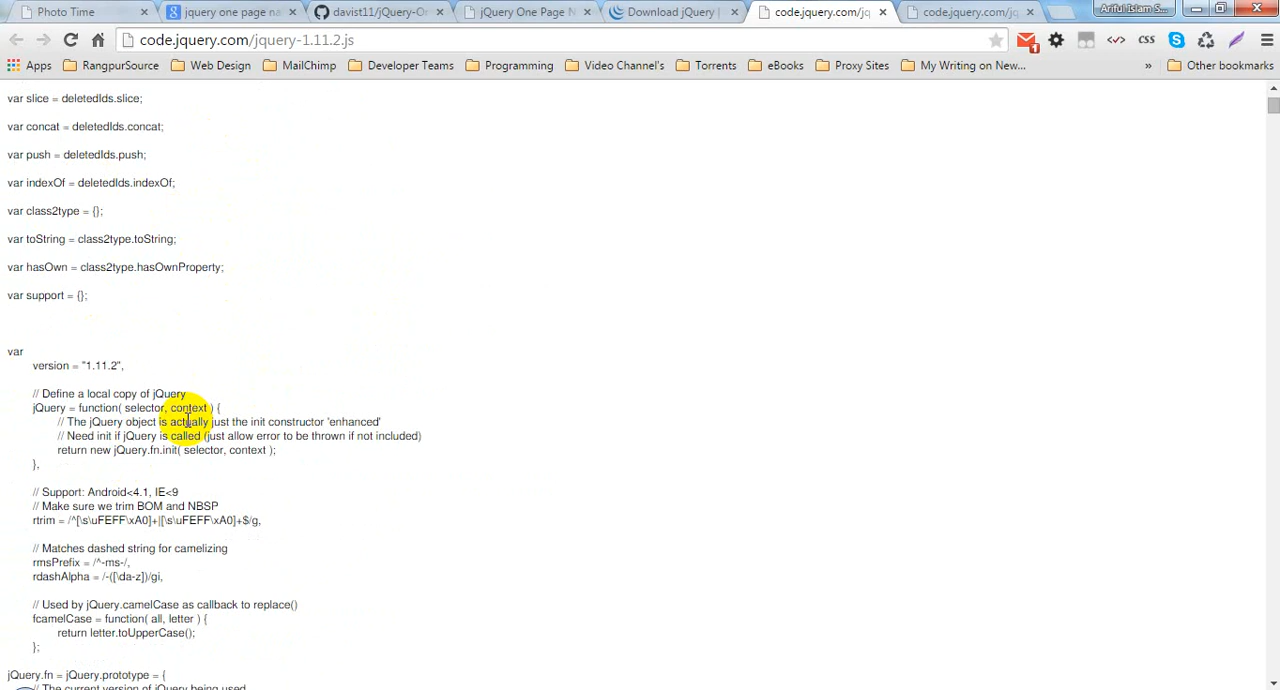 Photo Time
jquery one page na
davist11/jQuery-On
jQuery One Page N
Download jQuery |
code.jquery.com/jq
code.jquery.com/jq
Ariful Islam S...
code.jquery.com/jquery-1.11.2.js
1
CSS
Apps
RangpurSource
Web Design
MailChimp
Developer Teams
Programming
Video Channel's
Torrents
eBooks
Proxy Sites
My Writing on New...
»
Other bookmarks
var slice = deletedIds.slice;
var concat = deletedIds.concat;
var push = deletedIds.push;
var indexOf = deletedIds.indexOf;
var class2type = {};
var toString = class2type.toString;
var hasOwn = class2type.hasOwnProperty;
var support = {};
var
version = "1.11.2",
// Define a local copy of jQuery
jQuery = function( selector, context ) {
// The jQuery object is actually just the init constructor 'enhanced'
// Need init if jQuery is called (just allow error to be thrown if not included)
return new jQuery.fn.init( selector, context );
},
// Support: Android<4.1, IE<9
// Make sure we trim BOM and NBSP
rtrim = /^[\s\uFEFF\xA0]+|[\s\uFEFF\xA0]+$/g,
// Matches dashed string for camelizing
rmsPrefix = /^-ms-/,
rdashAlpha = /-([\da-z])/gi,
// Used by jQuery.camelCase as callback to replace()
fcamelCase = function( all, letter ) {
return letter.toUpperCase();
};
jQuery.fn = jQuery.prototype = {
// The current version of jQuery being used